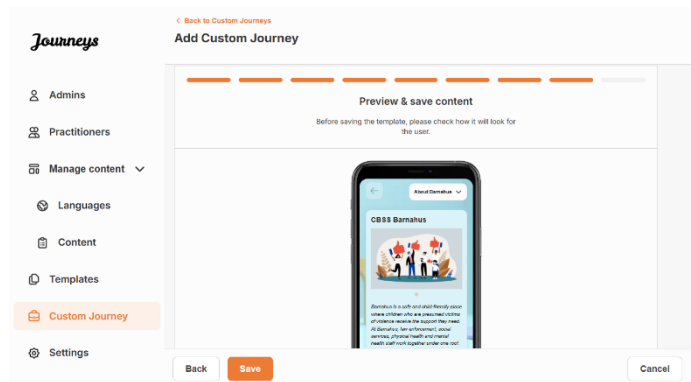 Journeys
Admins
Practitioners
Manage content
Languages
Content
Templates
Custom Journey
Settings
Back to Custom Journeys
Add Custom Journey
Preview & save content
Before saving the template, please check how it will look for
the user.
About Barnahus
CBSS Barnahus
Barnahus is a safe and child-friendly place
where children who are presumed victims
of violence receive the support they need.
At Barnahus, law enforcement, social
services, physical health and mental
health staff work together under one roof.
Back
Save
Cancel